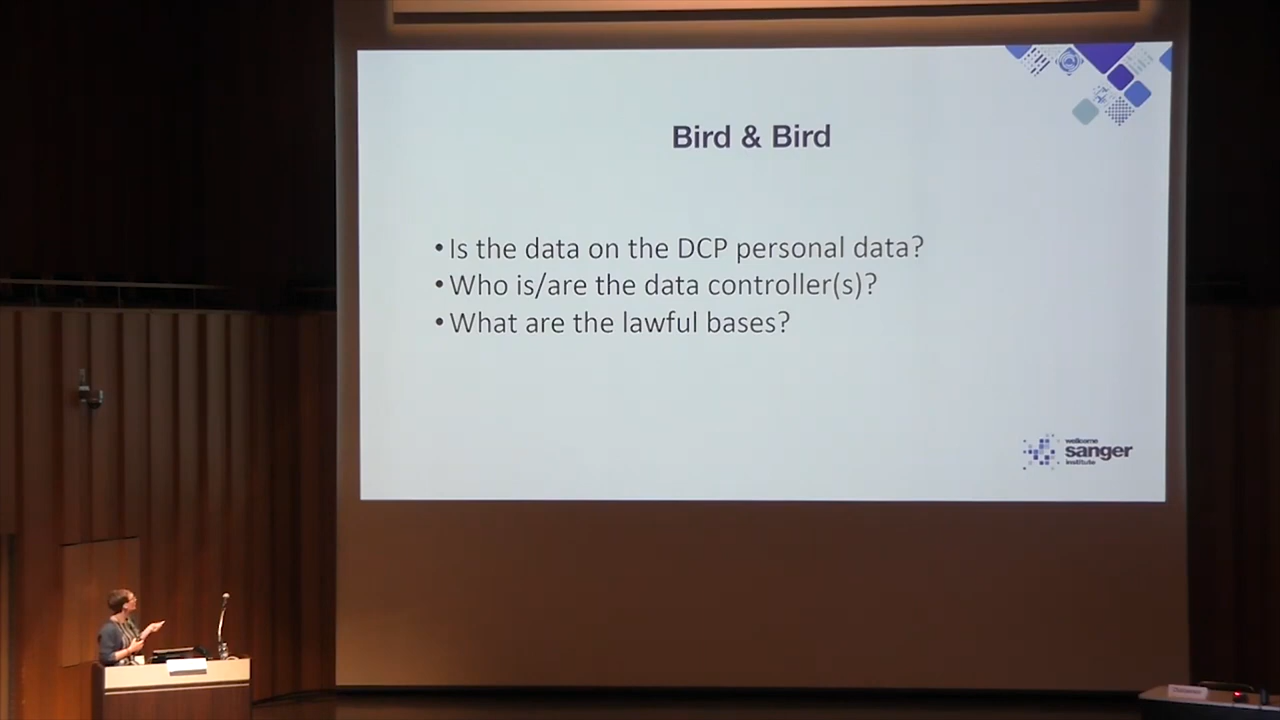 Bird & Bird
• Is the data on the DCP personal data?
• Who is/are the data controller(s)?
• What are the lawful bases?
wellcome
sanger
institute